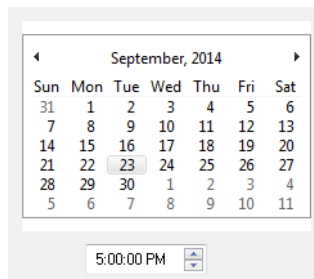 September, 2014
Sun Mon Tue Wed Thu Fri Sat
31 1 2 3 4 5 6
7 8 9 10 11 12 13
14 15 16 17 18 19 20
21 22 23 24 25 26 27
28 29 30 1 2 3 4
5 6 7 8 9 10 11
5:00:00 PM